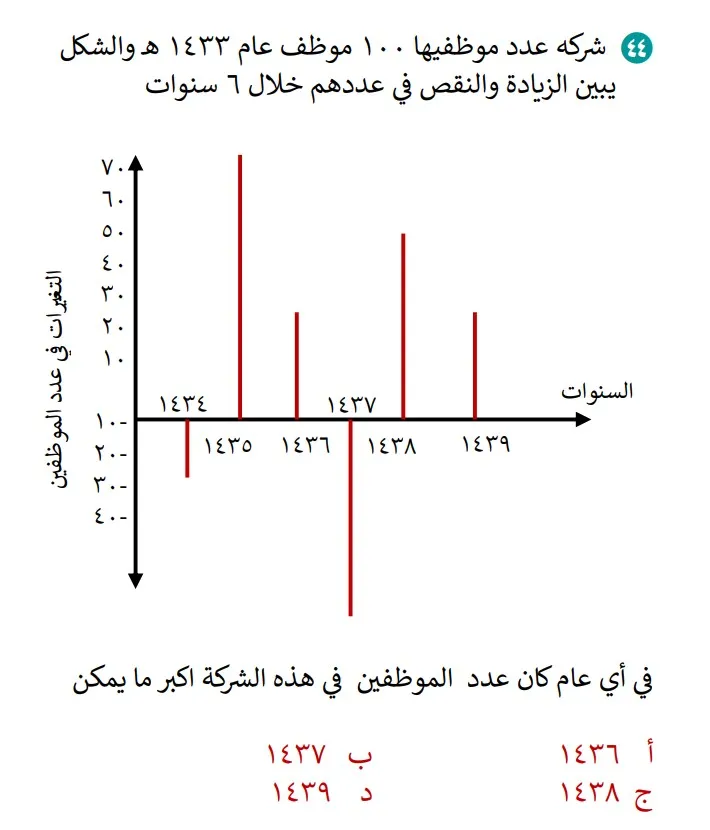 ٤٤ شركه عدد موظفيها ١٠٠ موظف عام ١٤٣٣ هـ والشكل
يبين الزيادة والنقص في عددهم خلال ٦ سنوات
٧٠
٦٠
٥٠
٤٠
٣٠
٢٠
١٠
١٠-
٢٠-
٣٠-
٤٠-
التغيرات في عدد الموظفين
السنوات
١٤٣٤
١٤٣٥
١٤٣٦
١٤٣٧
١٤٣٨
١٤٣٩
في أي عام كان عدد الموظفين في هذه الشركة اكبر ما يمكن
أ ١٤٣٦ ب ١٤٣٧
ج ١٤٣٨ د ١٤٣٩